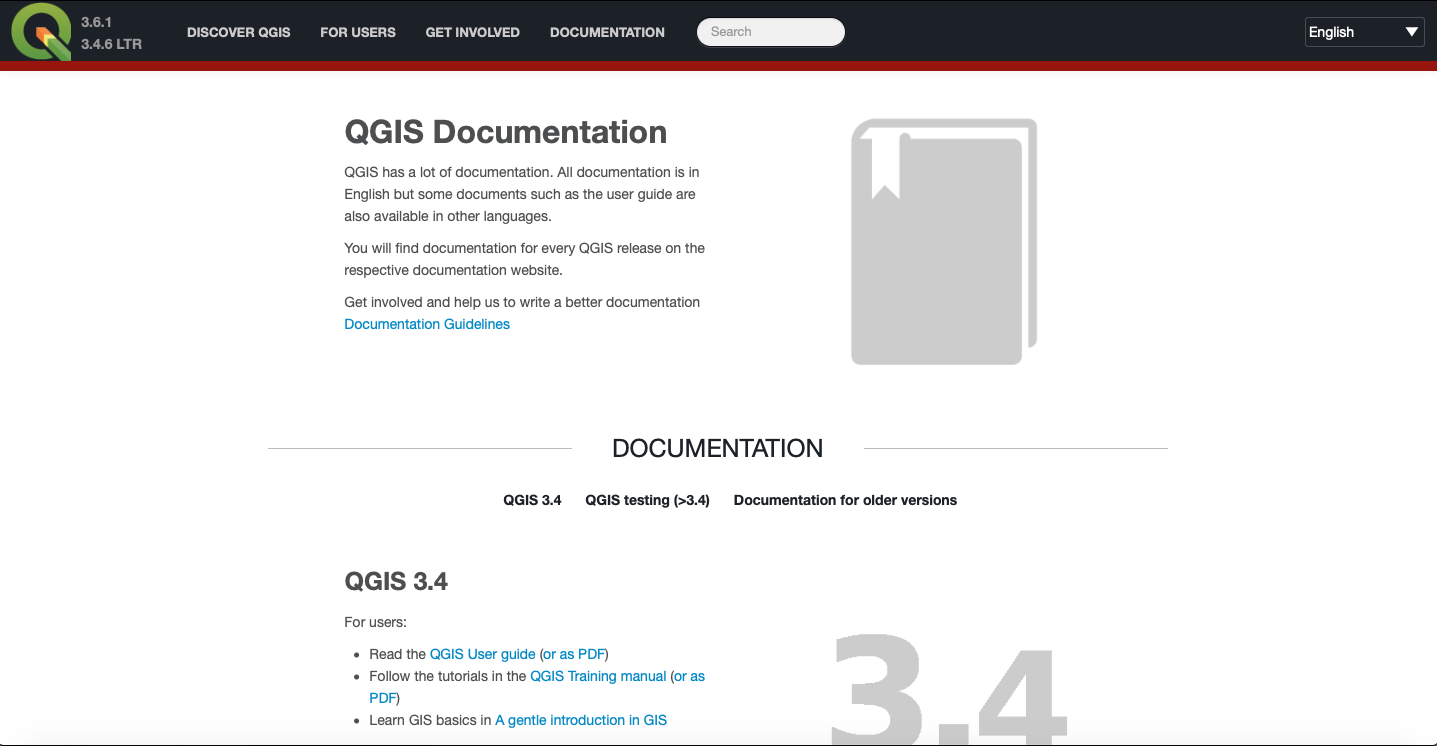 3.6.1
3.4.6 LTR
DISCOVER QGIS FOR USERS GET INVOLVED DOCUMENTATION Search English
QGIS Documentation
QGIS has a lot of documentation. All documentation is in
English but some documents such as the user guide are
also available in other languages.
You will find documentation for every QGIS release on the
respective documentation website.
Get involved and help us to write a better documentation
Documentation Guidelines
DOCUMENTATION
QGIS 3.4 QGIS testing (>3.4) Documentation for older versions
QGIS 3.4
For users:
• Read the QGIS User guide (or as PDF)
• Follow the tutorials in the QGIS Training manual (or as
PDF)
• Learn GIS basics in A gentle introduction in GIS
3.4